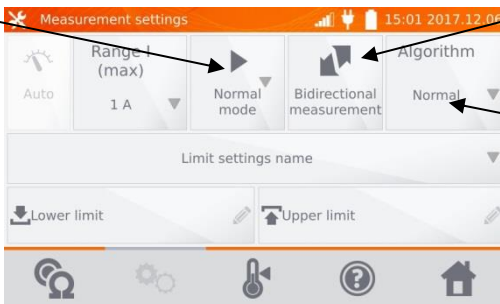 Measurement settings
15:01 2017.12.06
Auto
Range I
(max)
1 A
Normal
mode
Bidirectional
measurement
Algorithm
Normal
Limit settings name
Lower limit
Upper limit